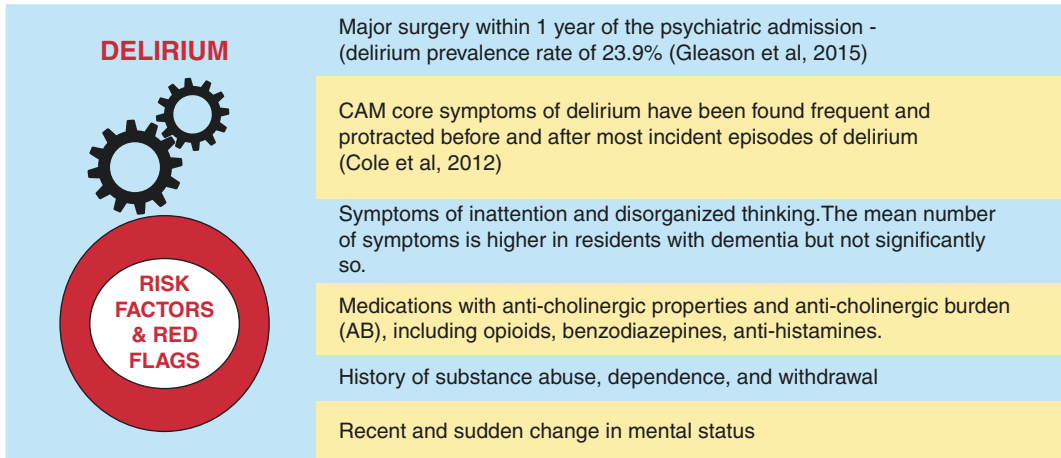 DELIRIUM
RISK
FACTORS
& RED
FLAGS
Major surgery within 1 year of the psychiatric admission -
(delirium prevalence rate of 23.9% (Gleason et al, 2015)
CAM core symptoms of delirium have been found frequent and
protracted before and after most incident episodes of delirium
(Cole et al, 2012)
Symptoms of inattention and disorganized thinking.The mean number
of symptoms is higher in residents with dementia but not significantly
so.
Medications with anti-cholinergic properties and anti-cholinergic burden
(AB), including opioids, benzodiazepines, anti-histamines.
History of substance abuse, dependence, and withdrawal
Recent and sudden change in mental status